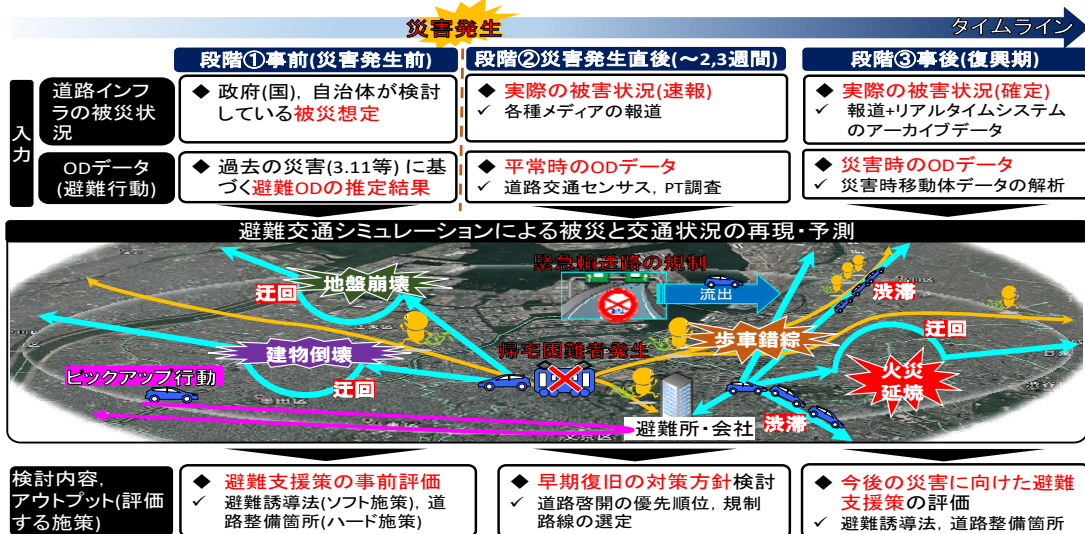 災害発生
タイムライン
段階①事前(災害発生前)
段階②災害発生直後(～2,3週間)
段階③事後(復興期)
入力
道路インフ
ラの被災状
況
◆ 政府(国), 自治体が検討
している被災想定
◆ 実際の被害状況(速報)
✓ 各種メディアの報道
◆ 実際の被害状況(確定)
✓ 報道+リアルタイムシステム
のアーカイブデータ
ODデータ
(避難行動)
◆ 過去の災害(3.11等) に基
づく避難ODの推定結果
◆ 平常時のODデータ
✓ 道路交通センサス, PT調査
◆ 災害時のODデータ
✓ 災害時移動体データの解析
避難交通シミュレーションによる被災と交通状況の再現・予測
緊急輸送路の規制
地盤崩壊
迂回
流出
渋滞
歩車錯綜
迂回
建物倒壊
帰宅困難者発生
火災
延焼
ピックアップ行動
迂回
渋滞
避難所・会社
検討内容,
アウトプット(評価
する施策)
◆ 避難支援策の事前評価
✓ 避難誘導法(ソフト施策), 道
路整備箇所(ハード施策)
◆ 早期復旧の対策方針検討
✓ 道路啓開の優先順位, 規制
路線の選定
◆ 今後の災害に向けた避難
支援策の評価
✓ 避難誘導法, 道路整備箇所